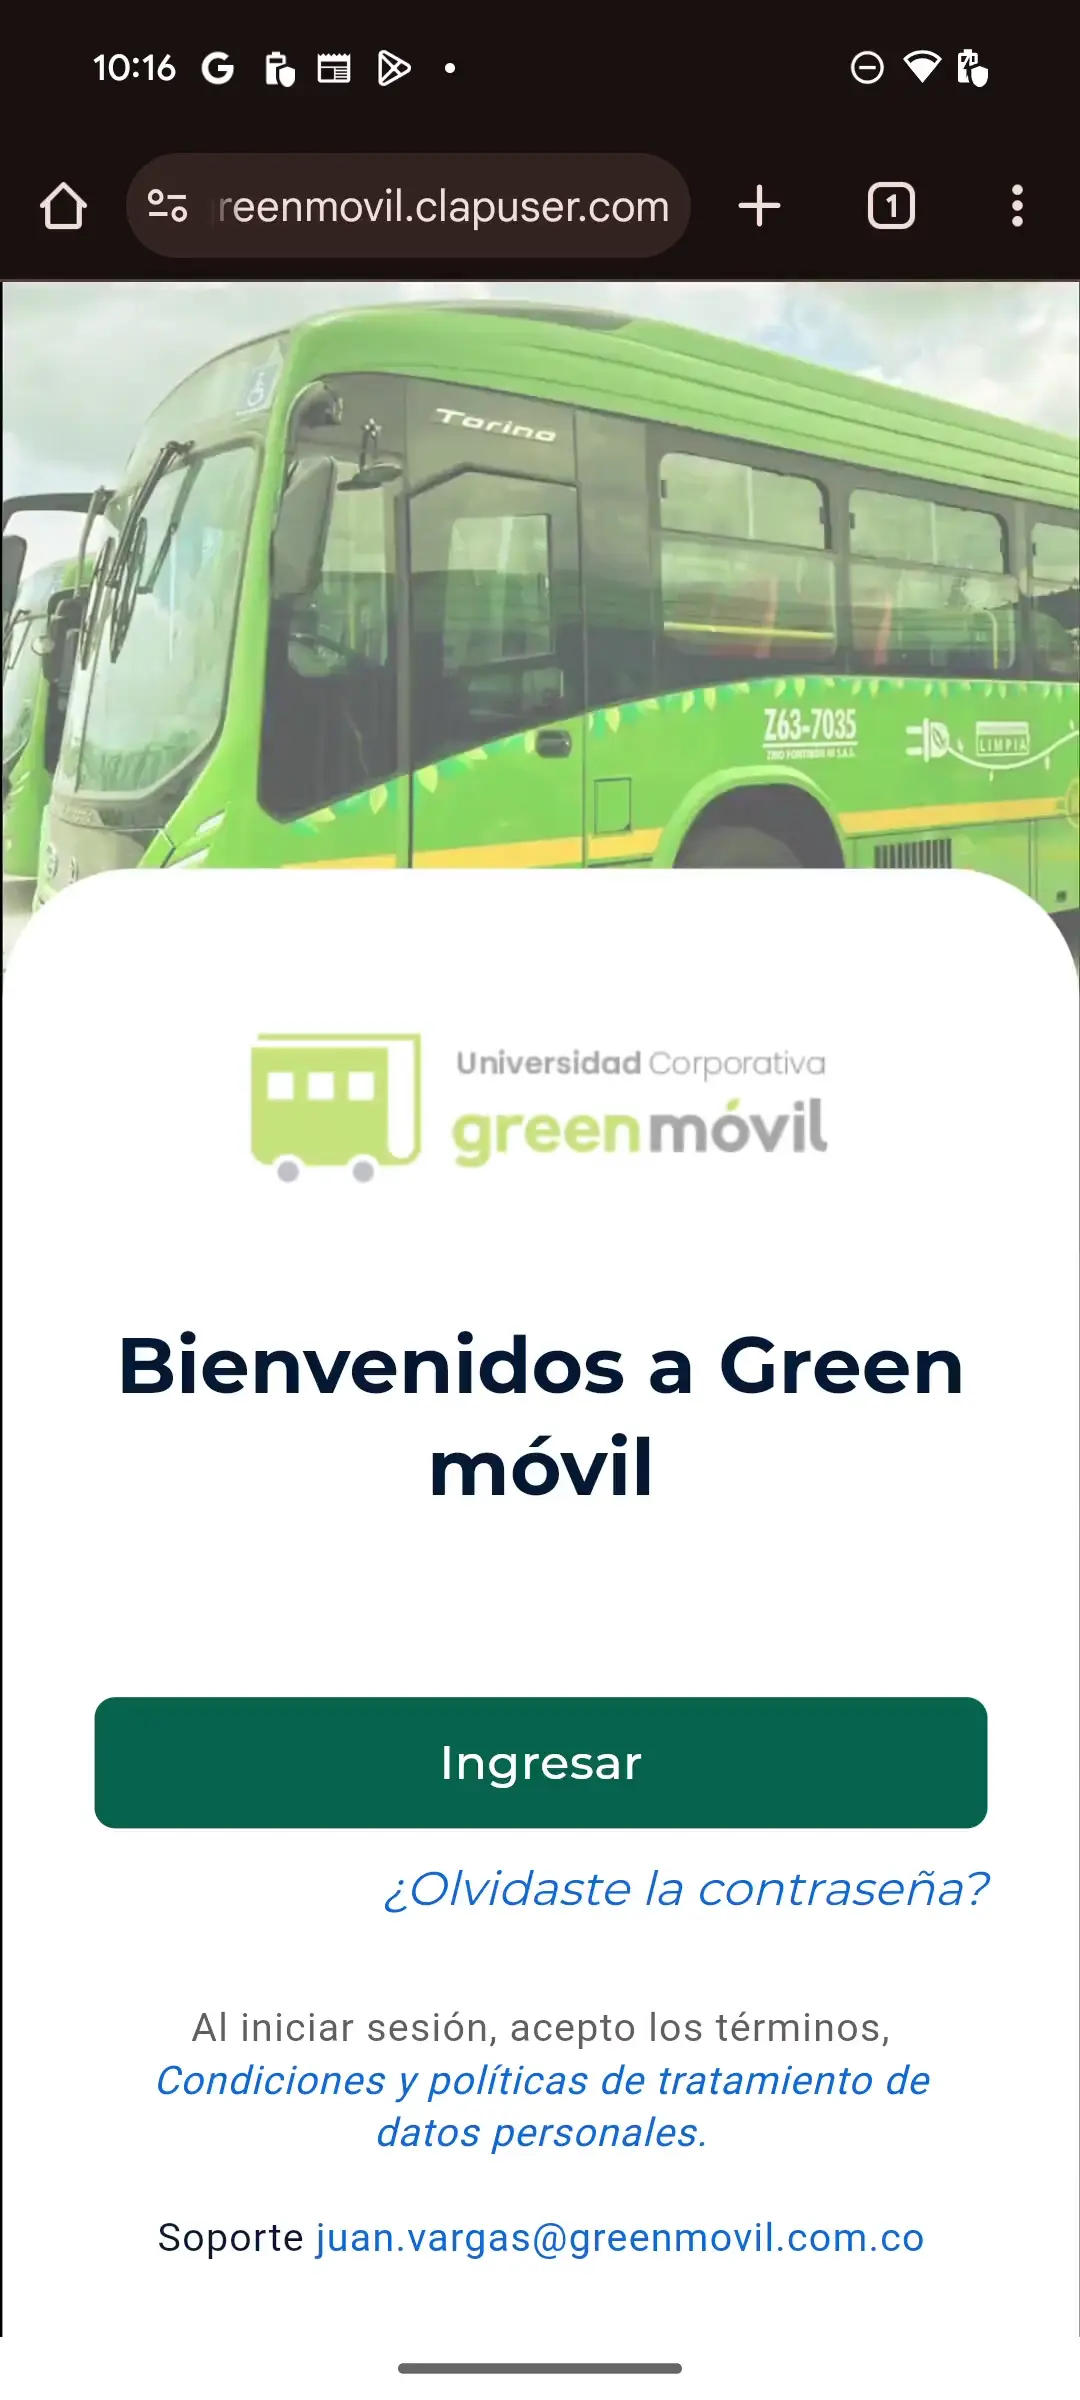 10:16
reenmovil.clapuser.com
1
Torino
Z63-7035
LIMPIA
Universidad Corporativa
greenmóvil
Bienvenidos a Green
móvil
Ingresar
¿Olvidaste la contraseña?
Al iniciar sesión, acepto los términos,
Condiciones y políticas de tratamiento de
datos personales.
Soporte juan.vargas@greenmovil.com.co